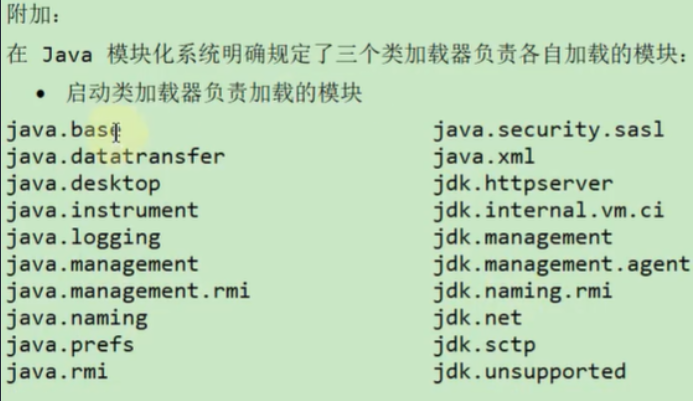 附加：
在 Java 模块化系统明确规定了三个类加载器负责各自加载的模块：
• 启动类加载器负责加载的模块
java.base java.security.sasl
java.datatransfer java.xml
java.desktop jdk.httpserver
java.instrument jdk.internal.vm.ci
java.logging jdk.management
java.management jdk.management.agent
java.management.rmi jdk.naming.rmi
java.naming jdk.net
java.prefs jdk.sctp
java.rmi jdk.unsupported